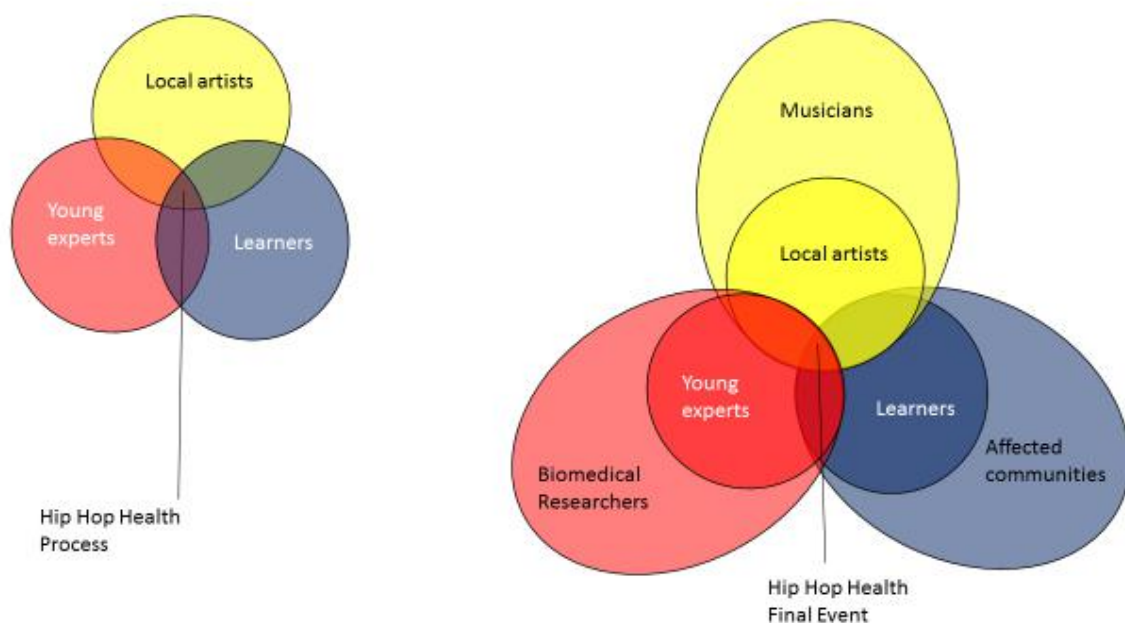 Local artists
Young
experts
Learners
Hip Hop Health
Process
Musicians
Local artists
Young
experts
Learners
Biomedical
Researchers
Affected
communities
Hip Hop Health
Final Event